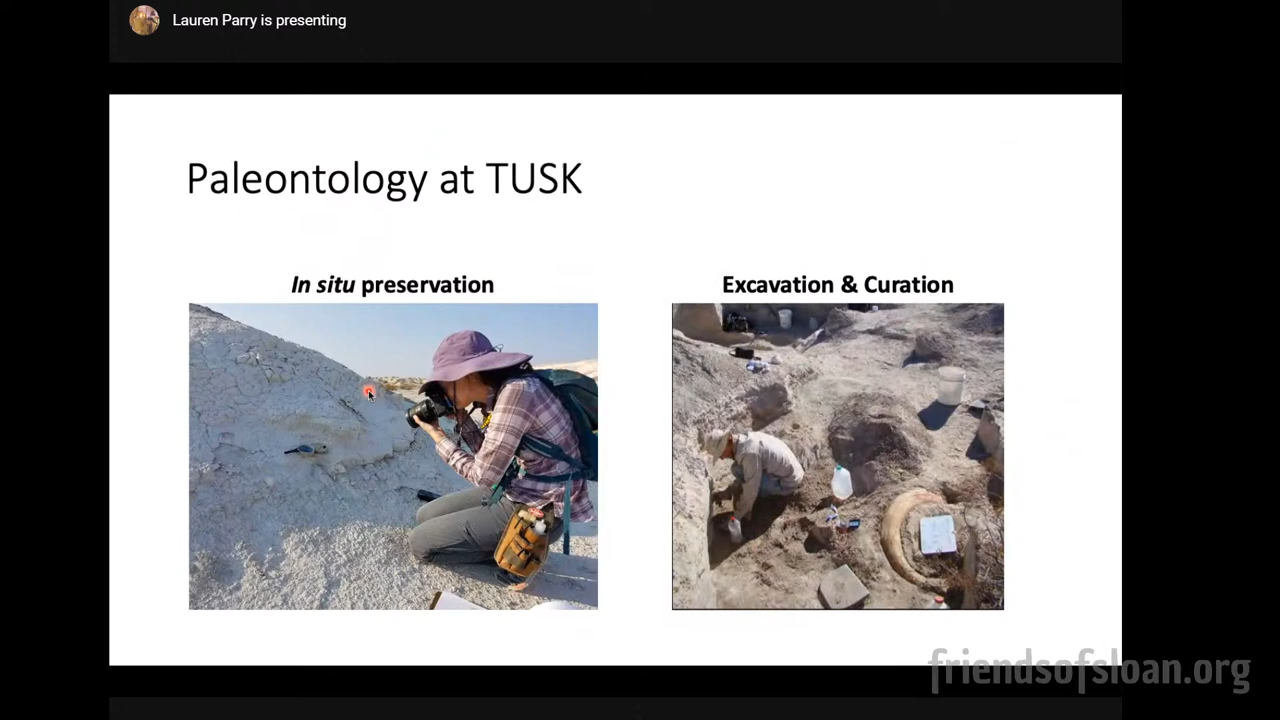 Lauren Parry is presenting
Paleontology at TUSK
In situ preservation
Excavation & Curation
friendsofsloan.org